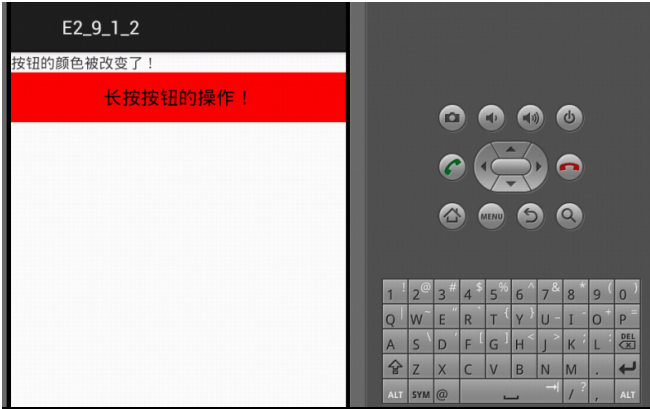 E2_9_1_2
按钮的颜色被改变了！
长按按钮的操作！
MENU
1 ! 2 @ 3 # 4 $ 5 % 6 ^ 7 & 8 * 9 ( 0 )
Q | W ~ E " R ` T { Y } U _ I - O + P =
A S \ D ' F [ G ] H < J > K ; L : DEL
Z X C V B N M .
ALT SYM @ / ? , ALT